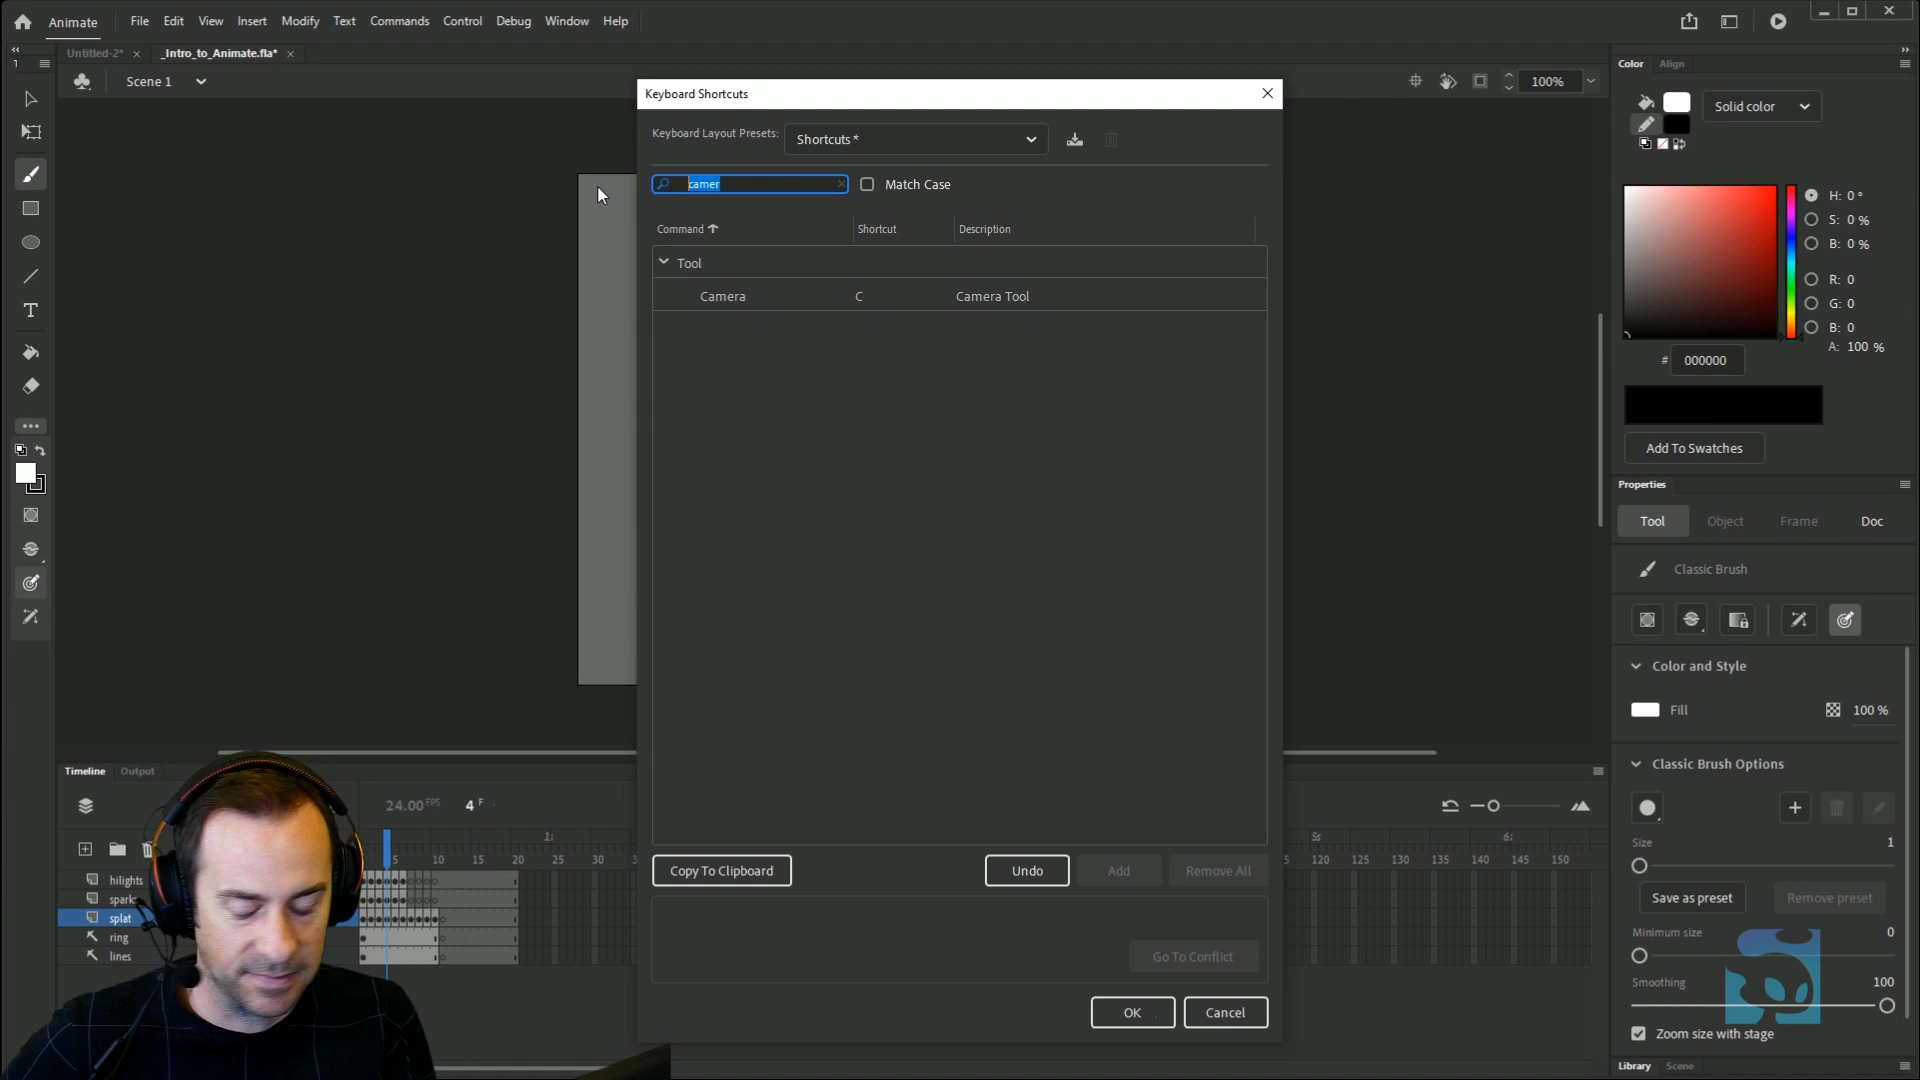 Animate
File Edit View Insert Modify Text Commands Control Debug Window Help
Untitled-2* × _Intro_to_Animate.fla* ×
Scene 1
100%
Keyboard Shortcuts
Keyboard Layout Presets: Shortcuts *
camer
Match Case
Command Shortcut Description
Tool
Camera C Camera Tool
Copy To Clipboard Undo Add Remove All
Go To Conflict
OK Cancel
Color Align
Solid color
H: 0 °
S: 0 %
B: 0 %
R: 0
G: 0
B: 0
A: 100 %
# 000000
Add To Swatches
Properties
Tool Object Frame Doc
Classic Brush
Color and Style
Fill 100 %
Classic Brush Options
Size 1
Save as preset Remove preset
Minimum size 0
Smoothing 100
Zoom size with stage
Library Scene
Timeline Output
24.00 FPS 4 F
1: 5s 6:
5 10 15 20 25 30 3 5 120 125 130 135 140 145 150
hilights
spark
splat
ring
lines